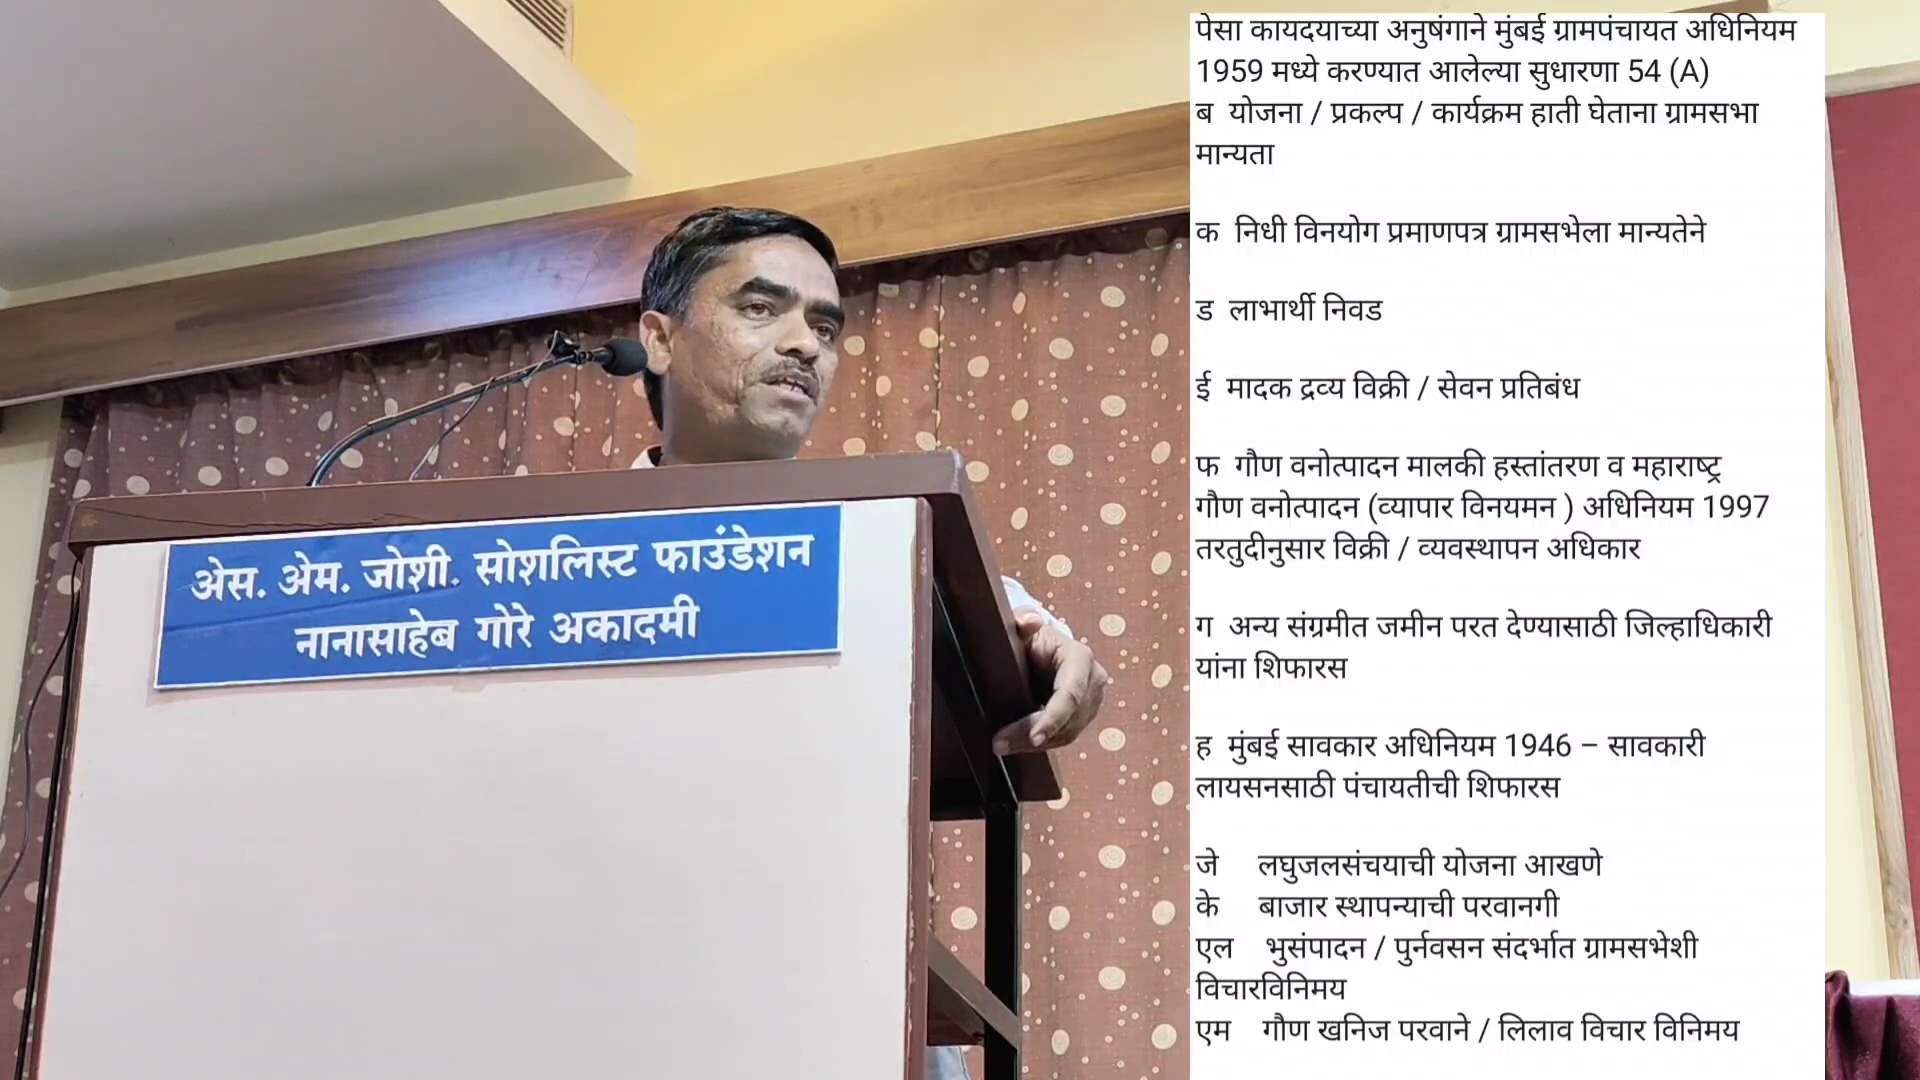 अेस. अेम. जोशी. सोशलिस्ट फाउंडेशन
नानासाहेब गोरे अकादमी
पेसा कायदयाच्या अनुषंगाने मुंबई ग्रामपंचायत अधिनियम
1959 मध्ये करण्यात आलेल्या सुधारणा 54 (A)
ब योजना / प्रकल्प / कार्यक्रम हाती घेताना ग्रामसभा
मान्यता
क निधी विनयोग प्रमाणपत्र ग्रामसभेला मान्यतेने
ड लाभार्थी निवड
ई मादक द्रव्य विक्री / सेवन प्रतिबंध
फ गौण वनोत्पादन मालकी हस्तांतरण व महाराष्ट्र
गौण वनोत्पादन (व्यापार विनयमन ) अधिनियम 1997
तरतुदीनुसार विक्री / व्यवस्थापन अधिकार
ग अन्य संग्रमीत जमीन परत देण्यासाठी जिल्हाधिकारी
यांना शिफारस
ह मुंबई सावकार अधिनियम 1946 – सावकारी
लायसनसाठी पंचायतीची शिफारस
जे लघुजलसंचयाची योजना आखणे
के बाजार स्थापन्याची परवानगी
एल भुसंपादन / पुर्नवसन संदर्भात ग्रामसभेशी
विचारविनिमय
एम गौण खनिज परवाने / लिलाव विचार विनिमय